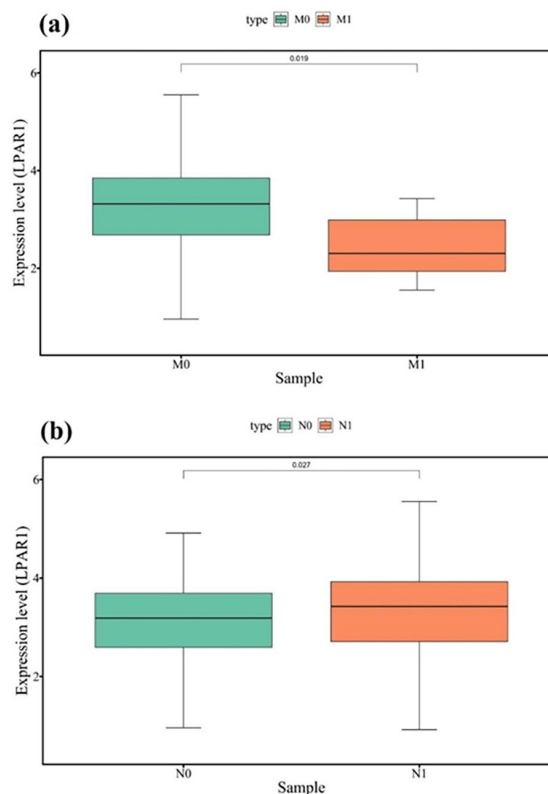 (a)
type M0 M1
0.019
6
4
2
Expression level (LPAR1)
M0 M1
Sample
(b)
type N0 N1
0.027
6
4
2
Expression level (LPAR1)
N0 N1
Sample